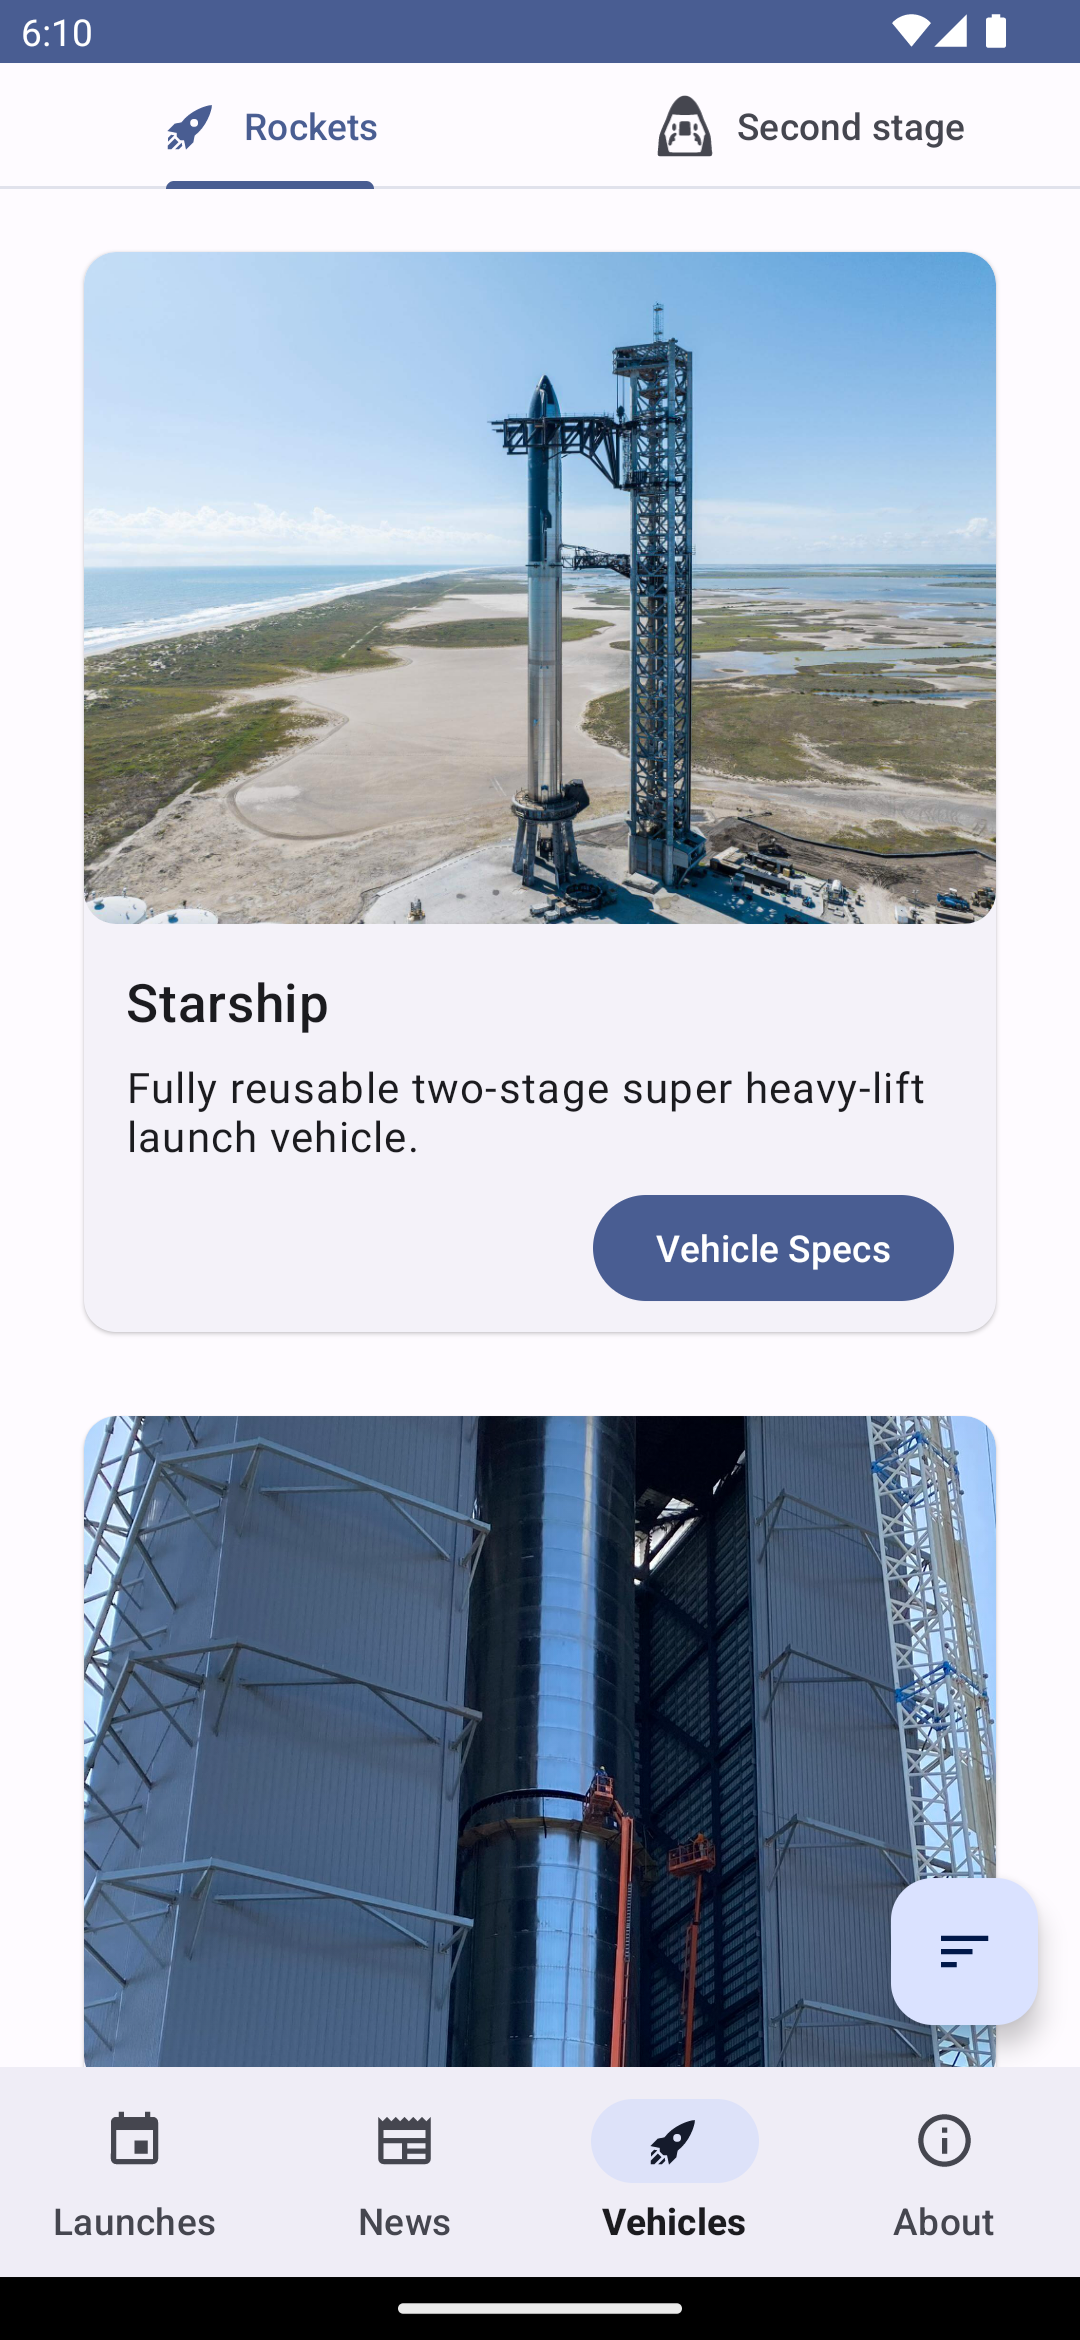 6:10
Rockets
Second stage
Starship
Fully reusable two-stage super heavy-lift
launch vehicle.
Vehicle Specs
Launches
News
Vehicles
About